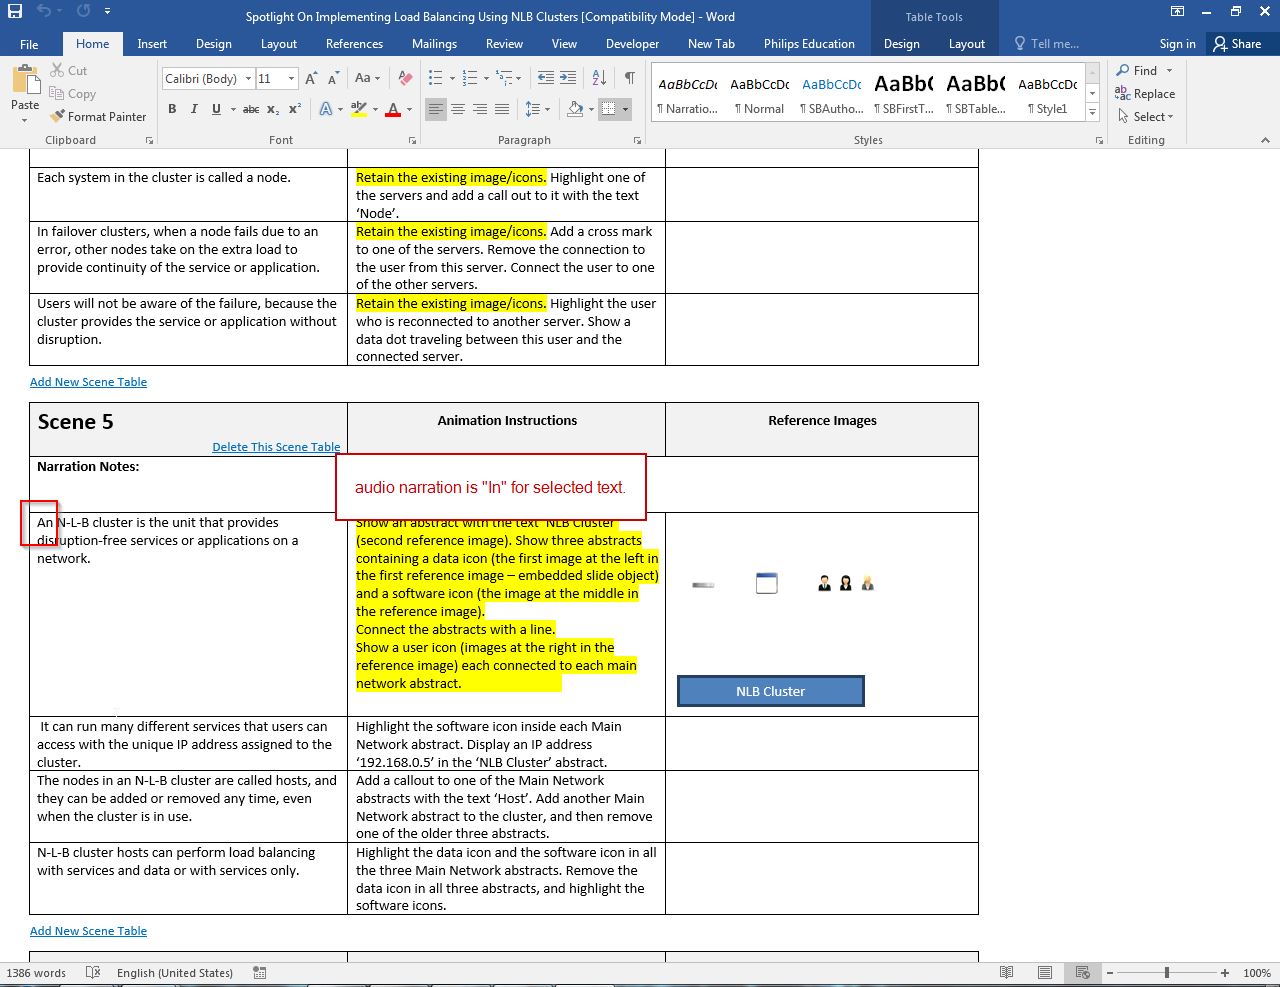 Spotlight On Implementing Load Balancing Using NLB Clusters [Compatibility Mode] - Word
Table Tools
File
Home
Insert
Design
Layout
References
Mailings
Review
View
Developer
New Tab
Philips Education
Design
Layout
Tell me...
Sign in
Share
Paste
Cut
Copy
Format Painter
Clipboard
Calibri (Body)
11
Font
Paragraph
AaBbCcDc
¶ Narratio...
AaBbCcDc
¶ Normal
AaBbCcDc
¶ SBAutho...
AaBb(
¶ SBFirstT...
AaBb(
¶ SBTable...
AaBbCcDc
¶ Style1
Styles
Find
Replace
Select
Editing
Each system in the cluster is called a node.
Retain the existing image/icons. Highlight one of
the servers and add a call out to it with the text
‘Node’.
In failover clusters, when a node fails due to an
error, other nodes take on the extra load to
provide continuity of the service or application.
Retain the existing image/icons. Add a cross mark
to one of the servers. Remove the connection to
the user from this server. Connect the user to one
of the other servers.
Users will not be aware of the failure, because the
cluster provides the service or application without
disruption.
Retain the existing image/icons. Highlight the user
who is reconnected to another server. Show a
data dot traveling between this user and the
connected server.
Add New Scene Table
Scene 5
Delete This Scene Table
Animation Instructions
Reference Images
Narration Notes:
audio narration is "In" for selected text.
An N-L-B cluster is the unit that provides
disruption-free services or applications on a
network.
Show an abstract with the text ‘NLB Cluster’
(second reference image). Show three abstracts
containing a data icon (the first image at the left in
the first reference image – embedded slide object)
and a software icon (the image at the middle in
the reference image).
Connect the abstracts with a line.
Show a user icon (images at the right in the
reference image) each connected to each main
network abstract.
NLB Cluster
It can run many different services that users can
access with the unique IP address assigned to the
cluster.
Highlight the software icon inside each Main
Network abstract. Display an IP address
‘192.168.0.5’ in the ‘NLB Cluster’ abstract.
The nodes in an N-L-B cluster are called hosts, and
they can be added or removed any time, even
when the cluster is in use.
Add a callout to one of the Main Network
abstracts with the text ‘Host’. Add another Main
Network abstract to the cluster, and then remove
one of the older three abstracts.
N-L-B cluster hosts can perform load balancing
with services and data or with services only.
Highlight the data icon and the software icon in all
the three Main Network abstracts. Remove the
data icon in all three abstracts, and highlight the
software icons.
Add New Scene Table
1386 words
English (United States)
100%